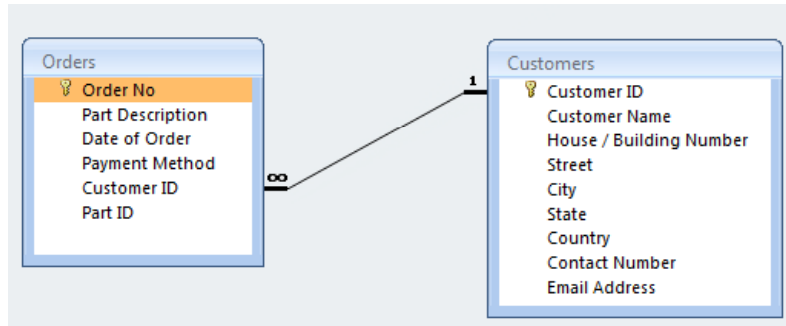 Orders
Order No
Part Description
Date of Order
Payment Method
Customer ID
Part ID
∞
1
Customers
Customer ID
Customer Name
House / Building Number
Street
City
State
Country
Contact Number
Email Address